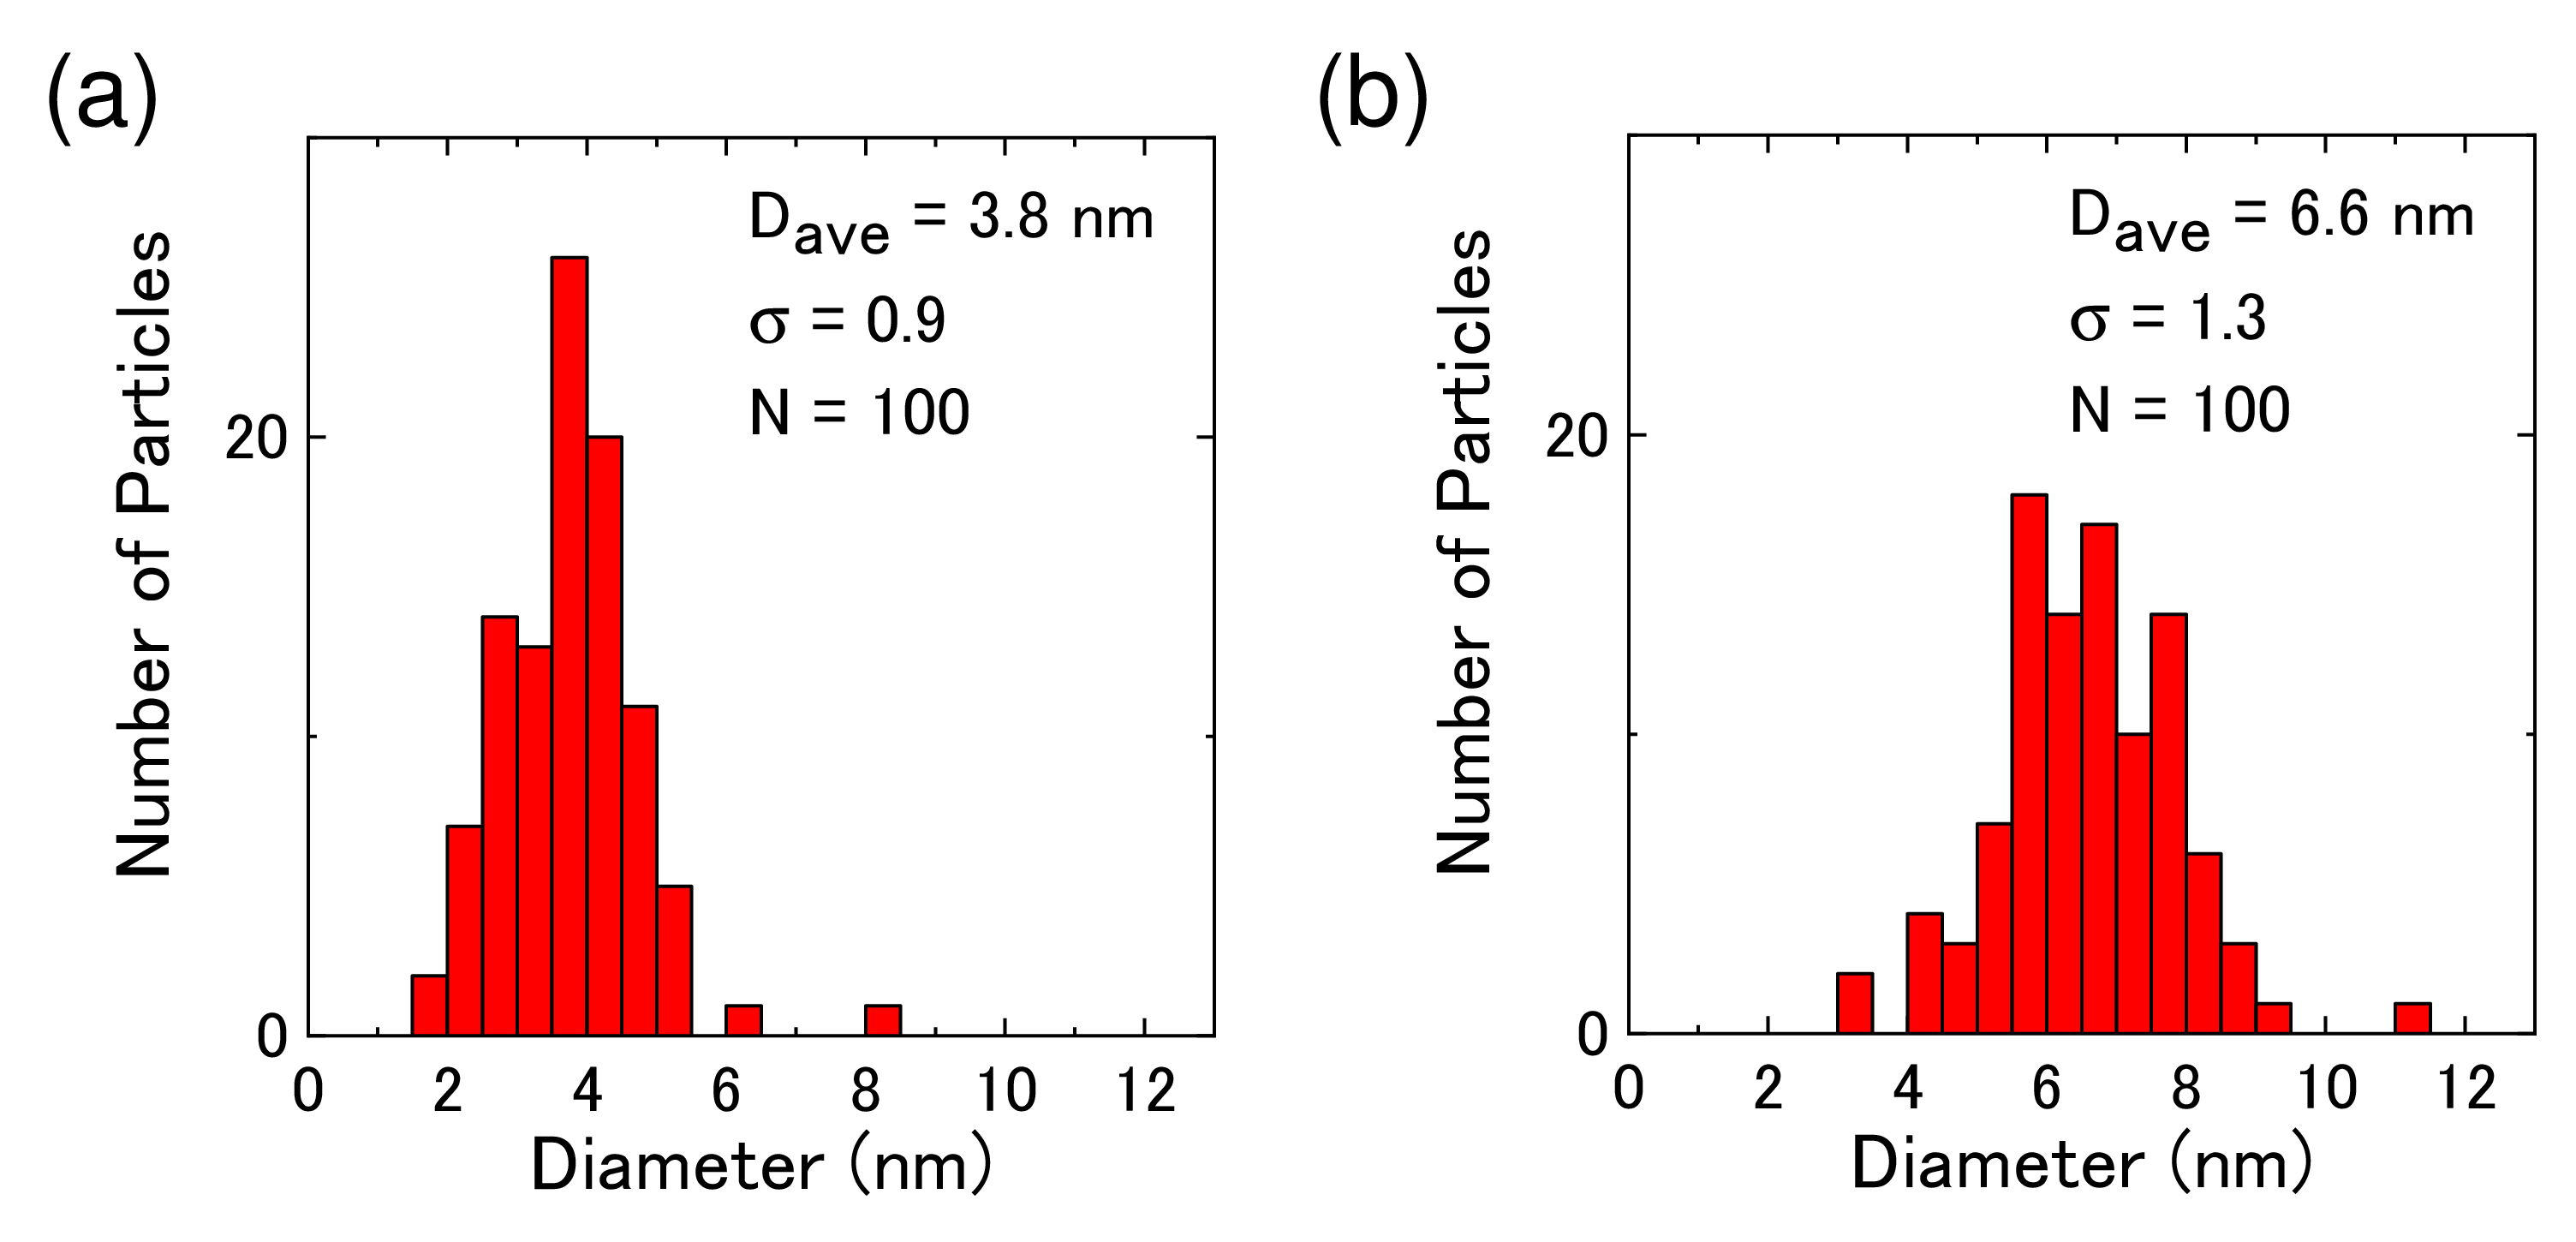 (a)
D_ave = 3.8 nm
σ = 0.9
N = 100
Number of Particles
20
0
0 2 4 6 8 10 12
Diameter (nm)
(b)
D_ave = 6.6 nm
σ = 1.3
N = 100
Number of Particles
20
0
0 2 4 6 8 10 12
Diameter (nm)